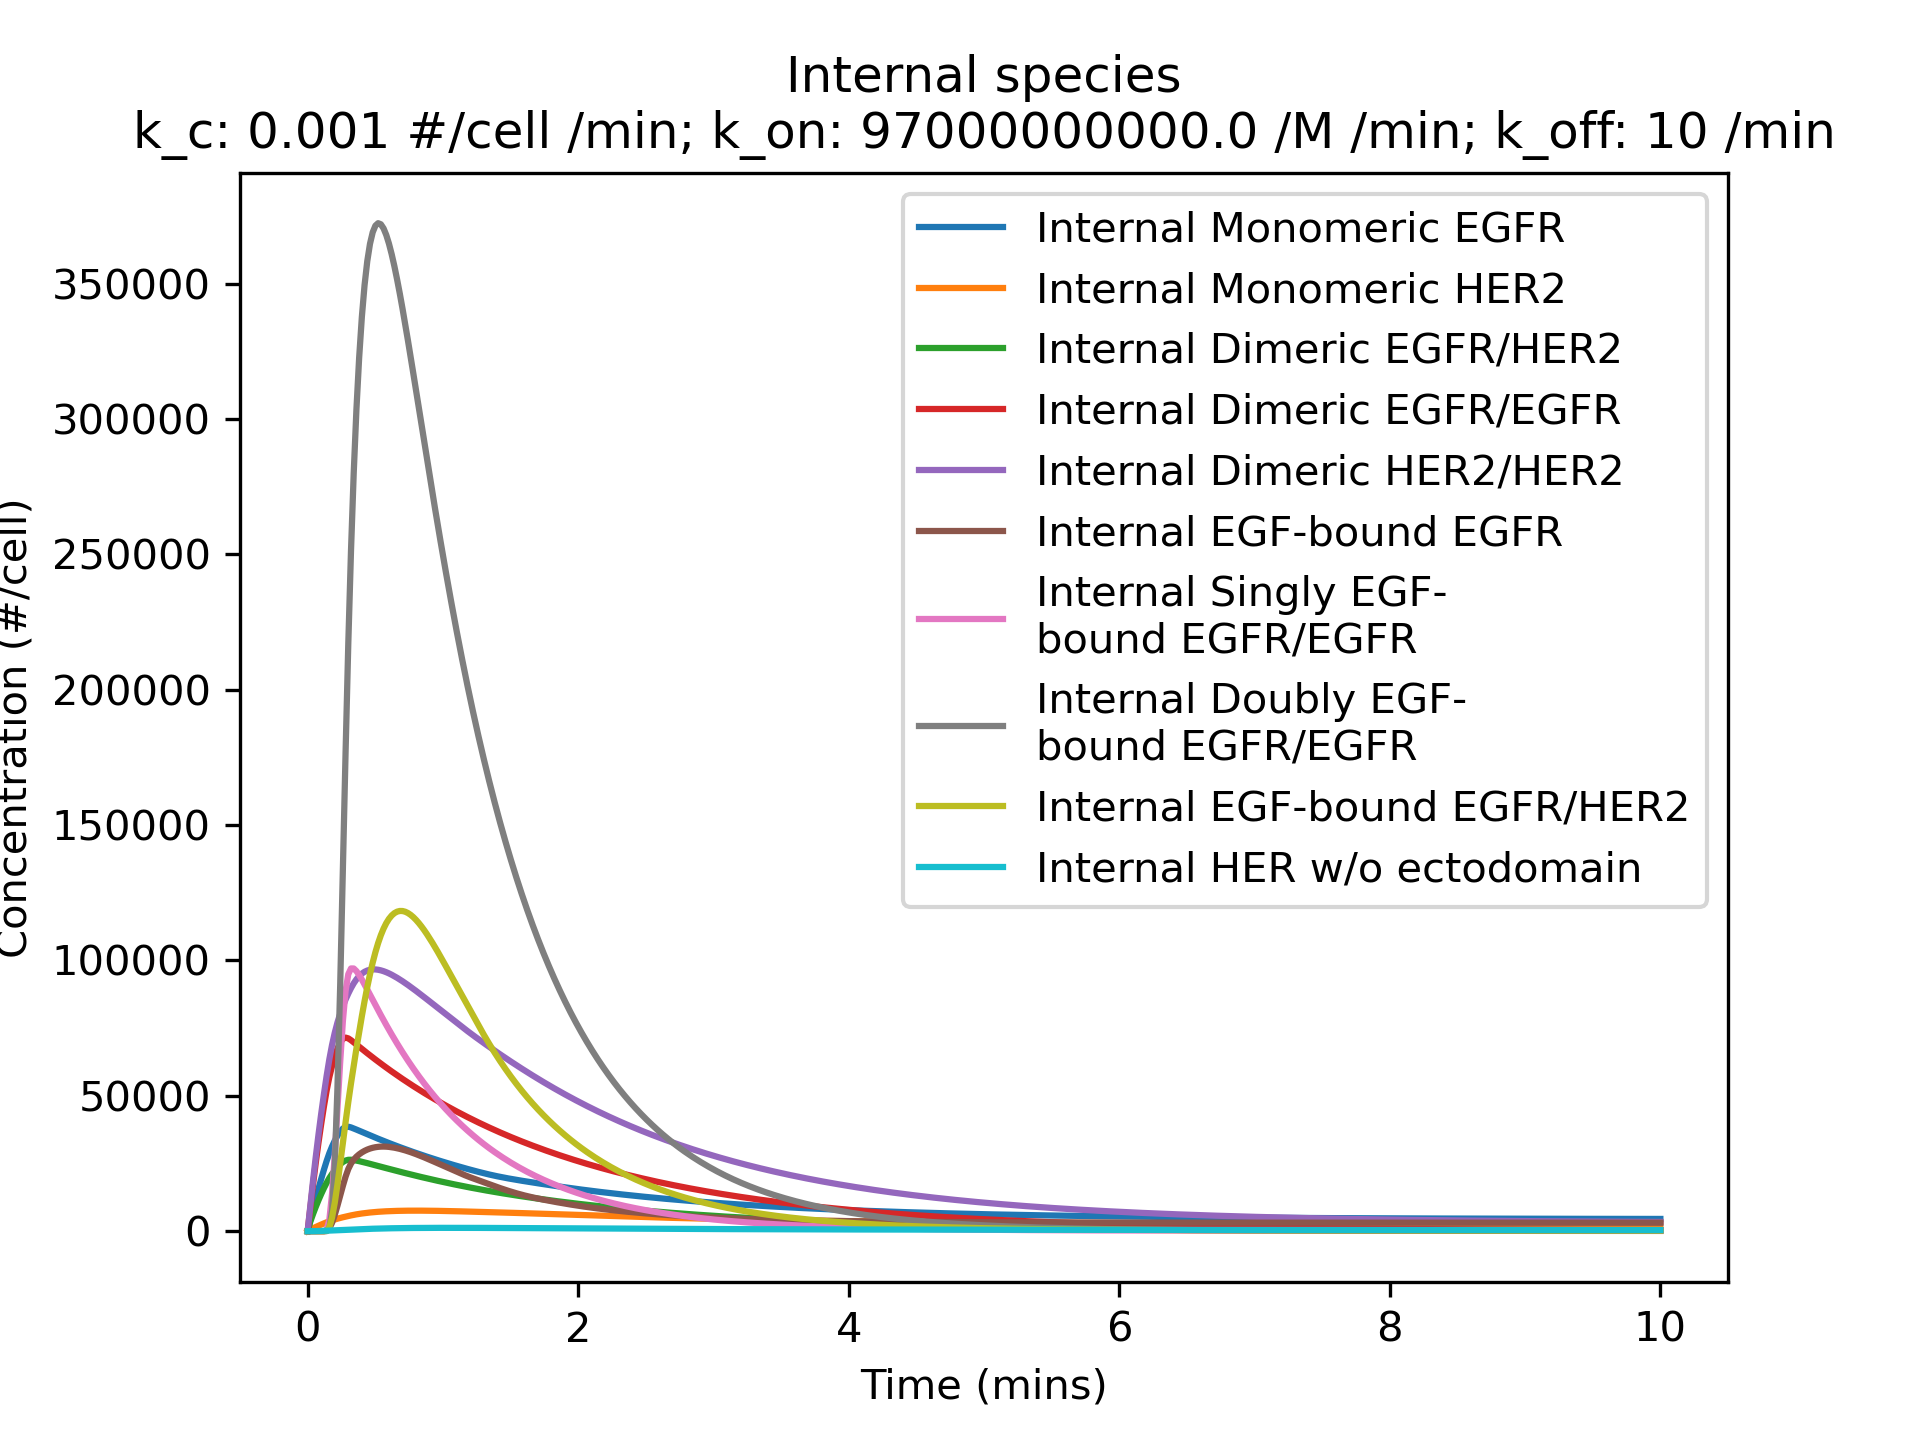 Internal species
k_c: 0.001 #/cell /min; k_on: 97000000000.0 /M /min; k_off: 10 /min
Concentration (#/cell)
350000
300000
250000
200000
150000
100000
50000
0
Internal Monomeric EGFR
Internal Monomeric HER2
Internal Dimeric EGFR/HER2
Internal Dimeric EGFR/EGFR
Internal Dimeric HER2/HER2
Internal EGF-bound EGFR
Internal Singly EGF-
bound EGFR/EGFR
Internal Doubly EGF-
bound EGFR/EGFR
Internal EGF-bound EGFR/HER2
Internal HER w/o ectodomain
0 2 4 6 8 10
Time (mins)